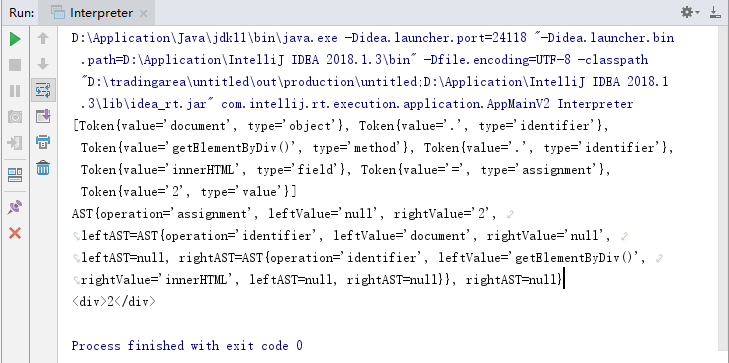 Run: Interpreter
D:\Application\Java\jdk11\bin\java.exe -Didea.launcher.port=24118 "-Didea.launcher.bin
.path=D:\Application\IntelliJ IDEA 2018.1.3\bin" -Dfile.encoding=UTF-8 -classpath
"D:\tradingarea\untitled\out\production\untitled;D:\Application\IntelliJ IDEA 2018.1
.3\lib\idea_rt.jar" com.intellij.rt.execution.application.AppMainV2 Interpreter
[Token{value='document', type='object'}, Token{value='.', type='identifier'},
Token{value='getElementByDiv()', type='method'}, Token{value='.', type='identifier'},
Token{value='innerHTML', type='field'}, Token{value='=', type='assignment'},
Token{value='2', type='value'}]
AST{operation='assignment', leftValue='null', rightValue='2',
leftAST=AST{operation='identifier', leftValue='document', rightValue='null',
leftAST=null, rightAST=AST{operation='identifier', leftValue='getElementByDiv()',
rightValue='innerHTML', leftAST=null, rightAST=null}}, rightAST=null}
<div>2</div>
Process finished with exit code 0